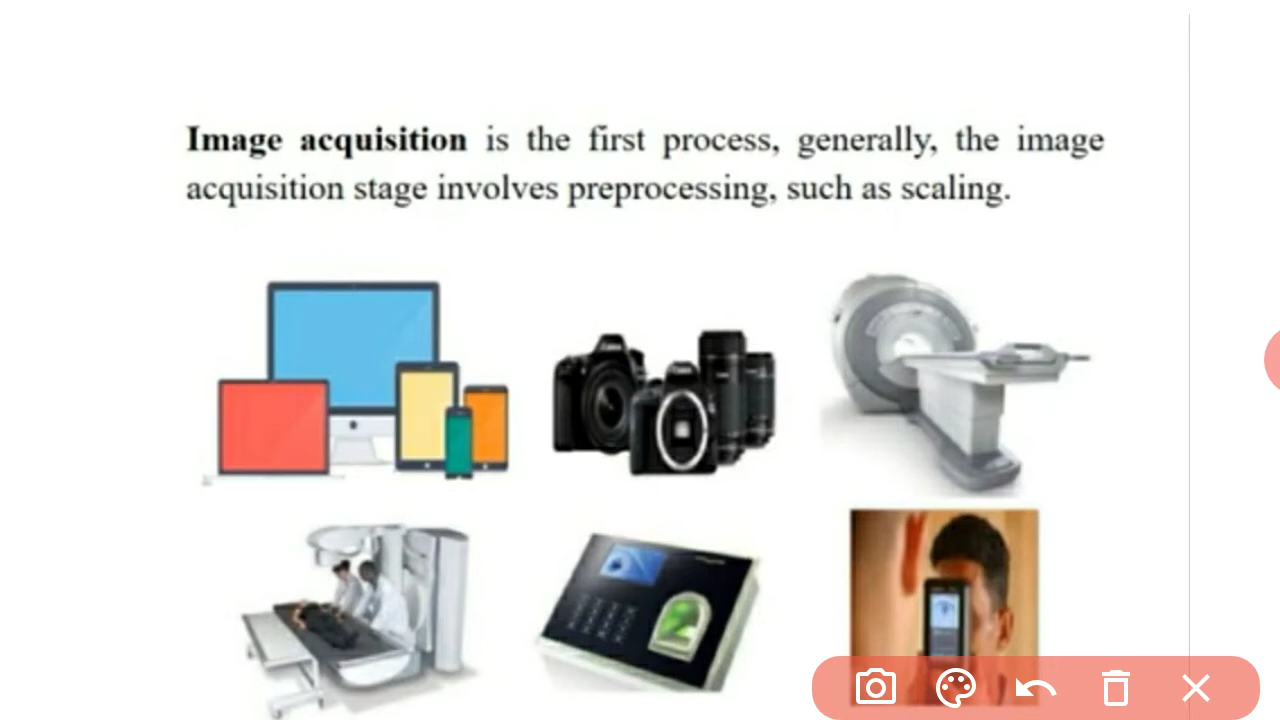 Image acquisition is the first process, generally, the image
acquisition stage involves preprocessing, such as scaling.